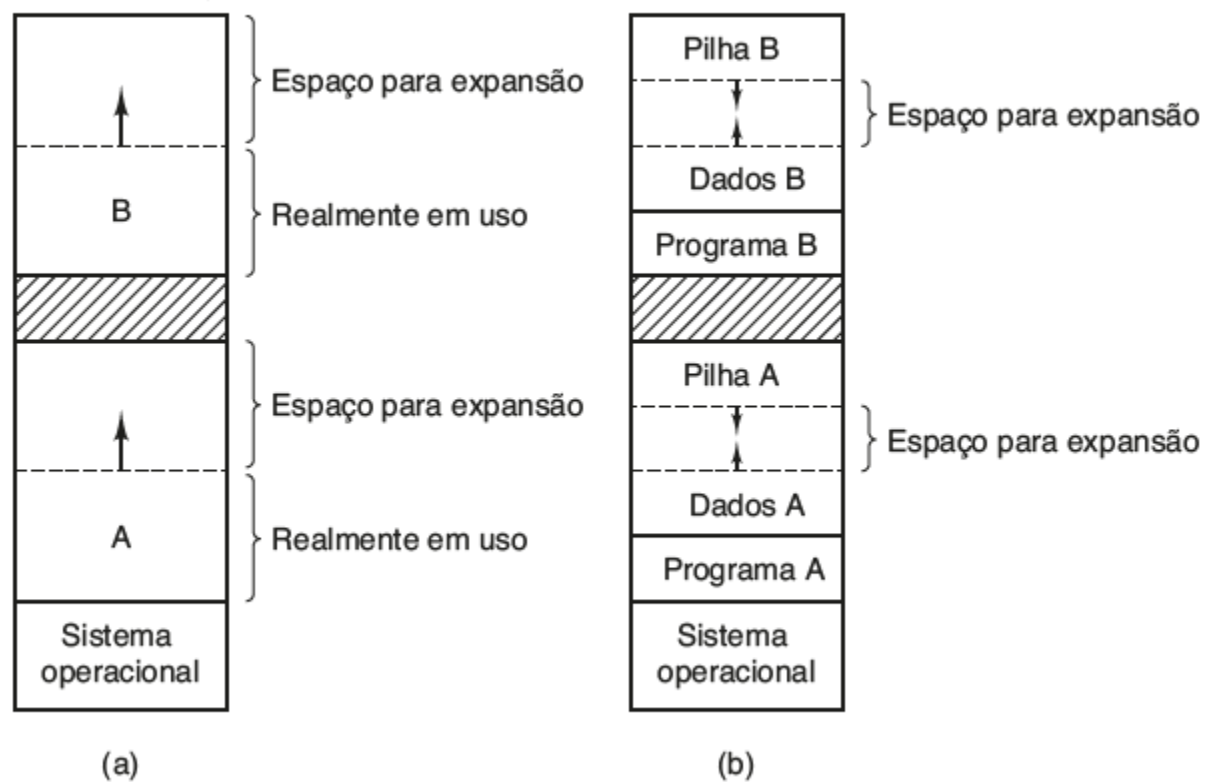 Espaço para expansão
B
Realmente em uso
Espaço para expansão
A
Realmente em uso
Sistema
operacional
(a)
Pilha B
Espaço para expansão
Dados B
Programa B
Pilha A
Espaço para expansão
Dados A
Programa A
Sistema
operacional
(b)